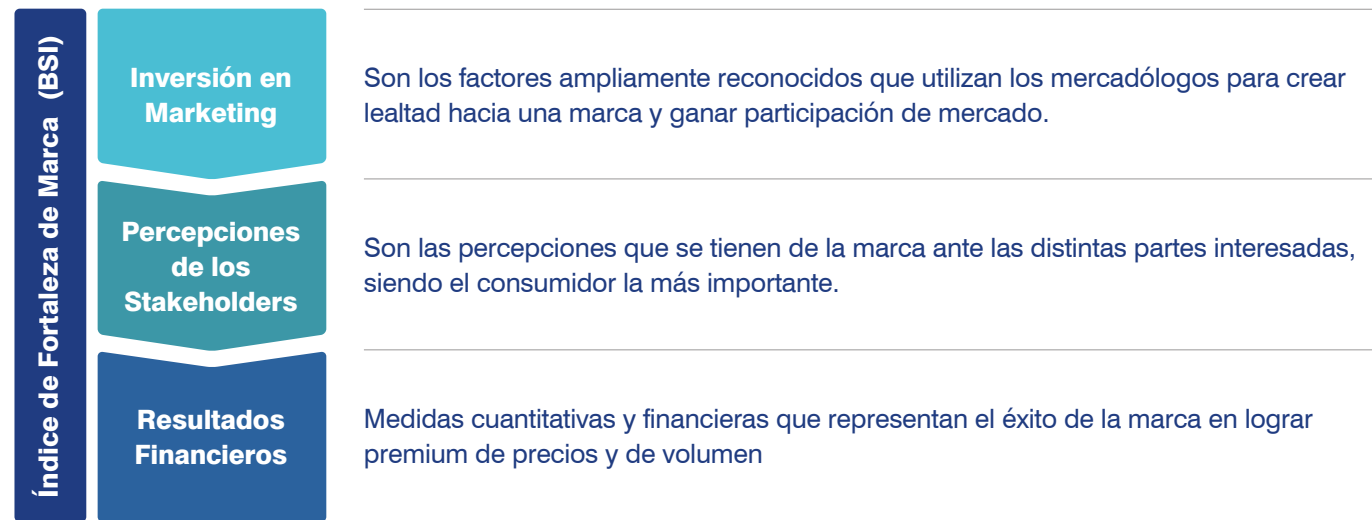 Índice de Fortaleza de Marca (BSI)
Inversión en
Marketing
Son los factores ampliamente reconocidos que utilizan los mercadólogos para crear
lealtad hacia una marca y ganar participación de mercado.
Percepciones
de los
Stakeholders
Son las percepciones que se tienen de la marca ante las distintas partes interesadas,
siendo el consumidor la más importante.
Resultados
Financieros
Medidas cuantitativas y financieras que representan el éxito de la marca en lograr
premium de precios y de volumen